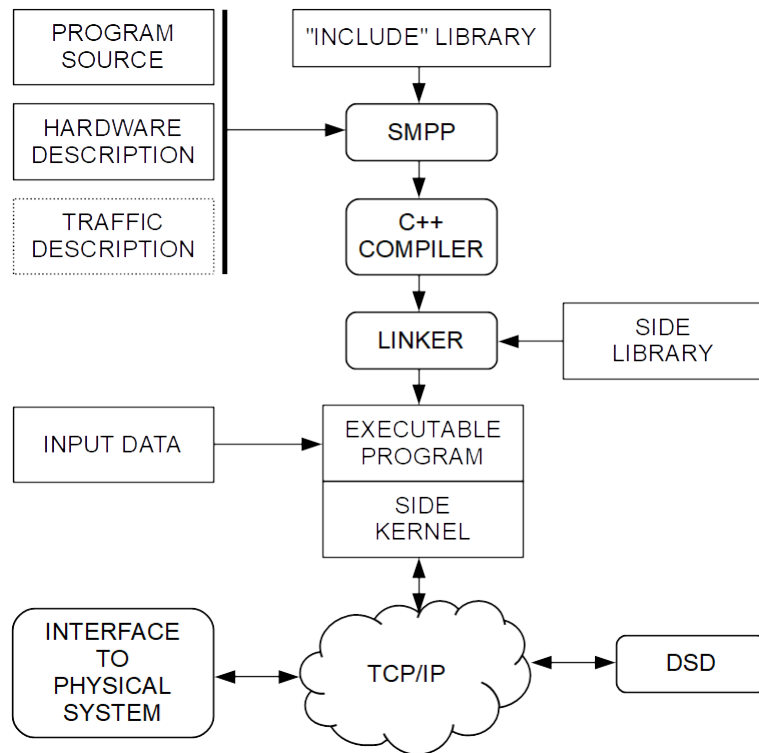 PROGRAM
SOURCE
"INCLUDE" LIBRARY
HARDWARE
DESCRIPTION
SMPP
TRAFFIC
DESCRIPTION
C++
COMPILER
LINKER
SIDE
LIBRARY
INPUT DATA
EXECUTABLE
PROGRAM
SIDE
KERNEL
INTERFACE
TO
PHYSICAL
SYSTEM
TCP/IP
DSD